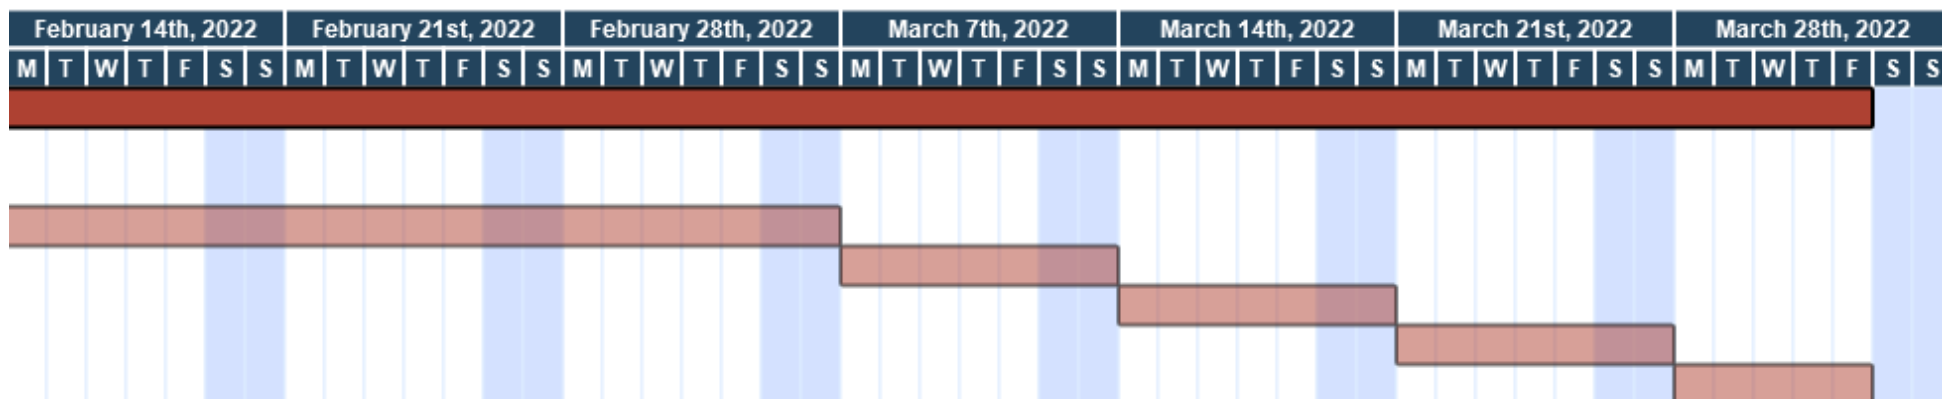 February 14th, 2022 February 21st, 2022 February 28th, 2022 March 7th, 2022 March 14th, 2022 March 21st, 2022 March 28th, 2022
M T W T F S S M T W T F S S M T W T F S S M T W T F S S M T W T F S S M T W T F S S M T W T F S S